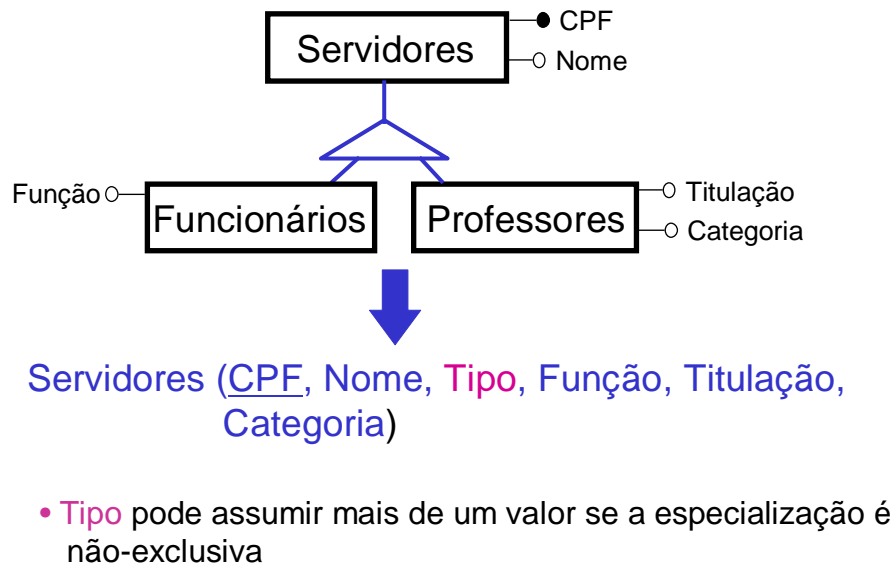 CPF
Servidores
Nome
Função
Funcionários
Professores
Titulação
Categoria
Servidores (CPF, Nome, Tipo, Função, Titulação,
Categoria)
• Tipo pode assumir mais de um valor se a especialização é
não-exclusiva